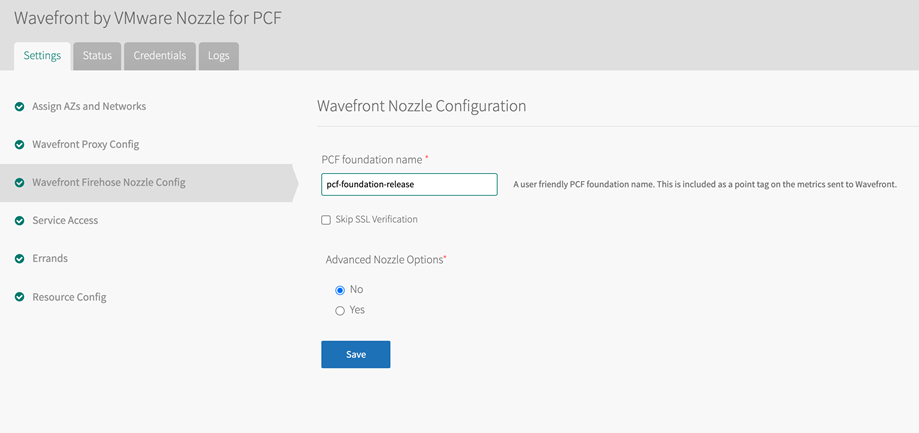 Wavefront by VMware Nozzle for PCF
Settings
Status
Credentials
Logs
Assign AZs and Networks
Wavefront Proxy Config
Wavefront Firehose Nozzle Config
Service Access
Errands
Resource Config
Wavefront Nozzle Configuration
PCF foundation name *
pcf-foundation-release
A user friendly PCF foundation name. This is included as a point tag on the metrics sent to Wavefront.
Skip SSL Verification
Advanced Nozzle Options*
No
Yes
Save